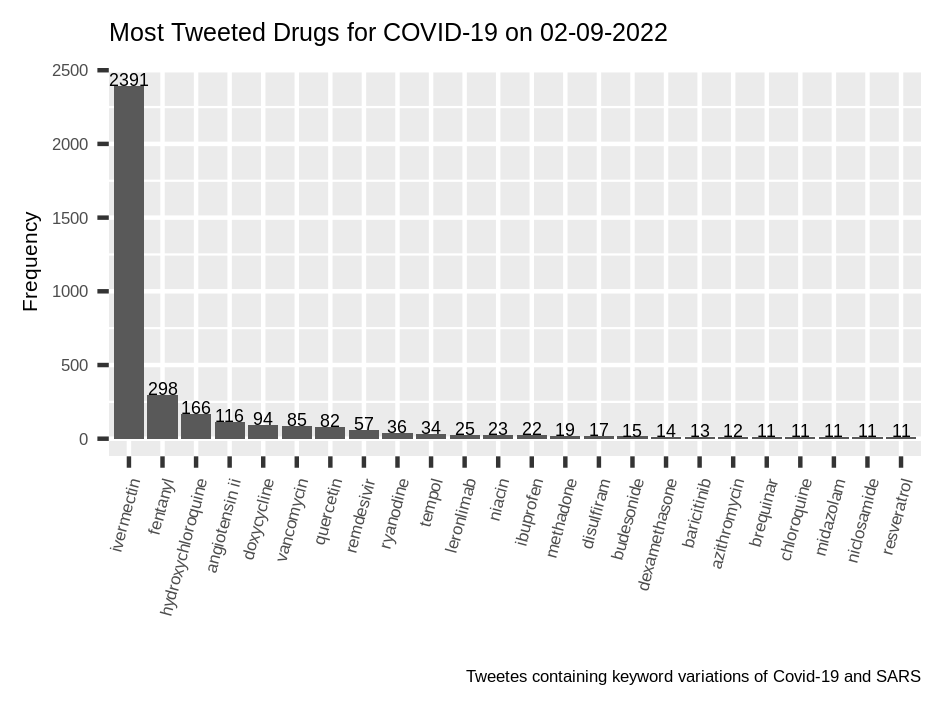 Most Tweeted Drugs for COVID-19 on 02-09-2022
Frequency
2500
2000
1500
1000
500
0
2391
298
166
116
94
85
82
57
36
34
25
23
22
19
17
15
14
13
12
11
11
11
11
11
ivermectin
fentanyl
hydroxychloroquine
angiotensin ii
doxycycline
vancomycin
quercetin
remdesivir
ryanodine
tempol
leronlimab
niacin
ibuprofen
methadone
disulfiram
budesonide
dexamethasone
baricitinib
azithromycin
brequinar
chloroquine
midazolam
niclosamide
resveratrol
Tweetes containing keyword variations of Covid-19 and SARS